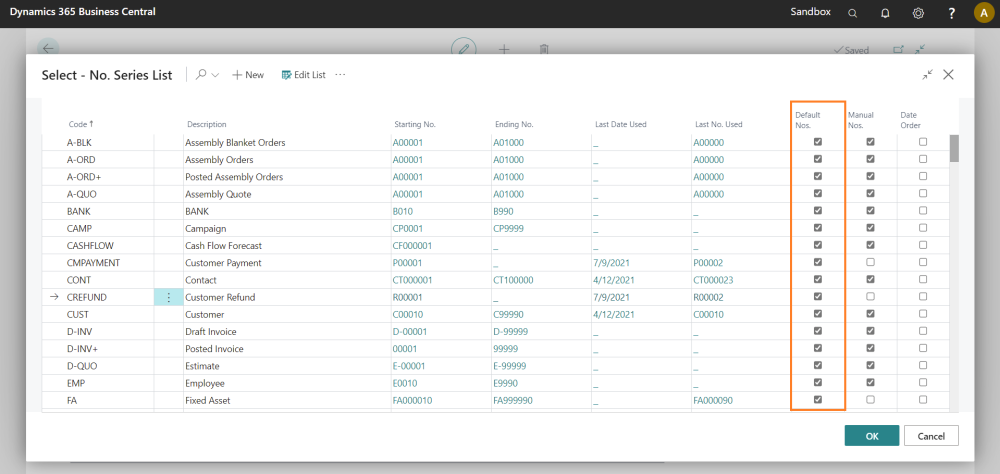 Dynamics 365 Business Central Sandbox ? A
Saved
Select - No. Series List New Edit List ...
Code ↑ Description Starting No. Ending No. Last Date Used Last No. Used Default Nos. Manual Nos. Date Order
A-BLK Assembly Blanket Orders A00001 A01000 _ A00000
A-ORD Assembly Orders A00001 A01000 _ A00000
A-ORD+ Posted Assembly Orders A00001 A01000 _ A00000
A-QUO Assembly Quote A00001 A01000 _ A00000
BANK BANK B010 B990 _ _
CAMP Campaign CP0001 CP9999 _ _
CASHFLOW Cash Flow Forecast CF000001 _ _ _
CMPAYMENT Customer Payment P00001 _ 7/9/2021 P00002
CONT Contact CT000001 CT100000 4/12/2021 CT000023
→ CREFUND Customer Refund R00001 _ 7/9/2021 R00002
CUST Customer C00010 C99990 4/12/2021 C00010
D-INV Draft Invoice D-00001 D-99999 _ _
D-INV+ Posted Invoice 00001 99999 _ _
D-QUO Estimate E-00001 E-99999 _ _
EMP Employee E0010 E9990 _ _
FA Fixed Asset FA000010 FA999990 _ FA000090
OK Cancel